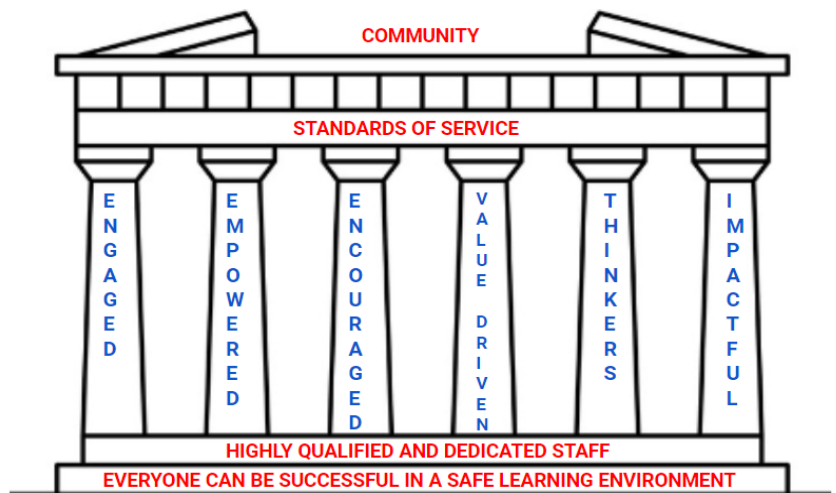 COMMUNITY
STANDARDS OF SERVICE
ENGAGED
EMPOWERED
ENCOURAGED
VALUE DRIVEN
THINKERS
IMPACTFUL
HIGHLY QUALIFIED AND DEDICATED STAFF
EVERYONE CAN BE SUCCESSFUL IN A SAFE LEARNING ENVIRONMENT